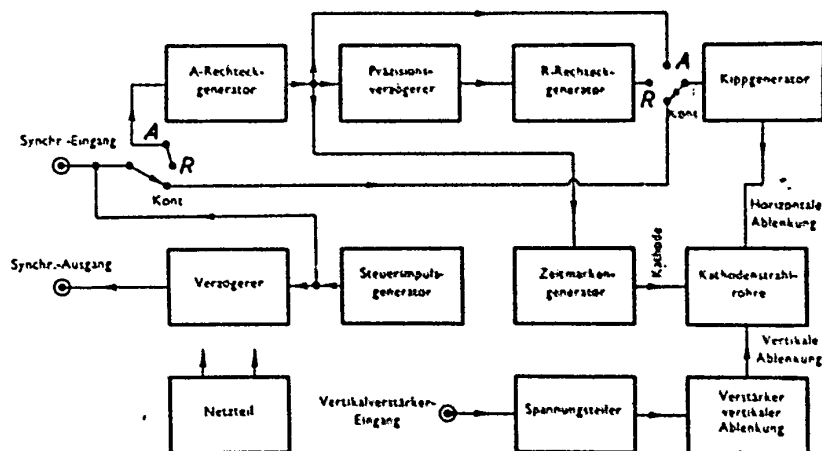 A-Rechteck-
generator
Präzisions-
verzögerer
R-Rechteck-
generator
A
R
Kont
Kippgenerator
Synchr.-Eingang
A
R
Kont
Horizontale
Ablenkung
Synchr.-Ausgang
Verzögerer
Steuerimpuls-
generator
Zeitmarken-
generator
Kathode
Kathodenstrahl-
röhre
Vertikale
Ablenkung
Netzteil
Vertikalverstärker-
Eingang
Spannungsteiler
Verstärker
vertikaler
Ablenkung